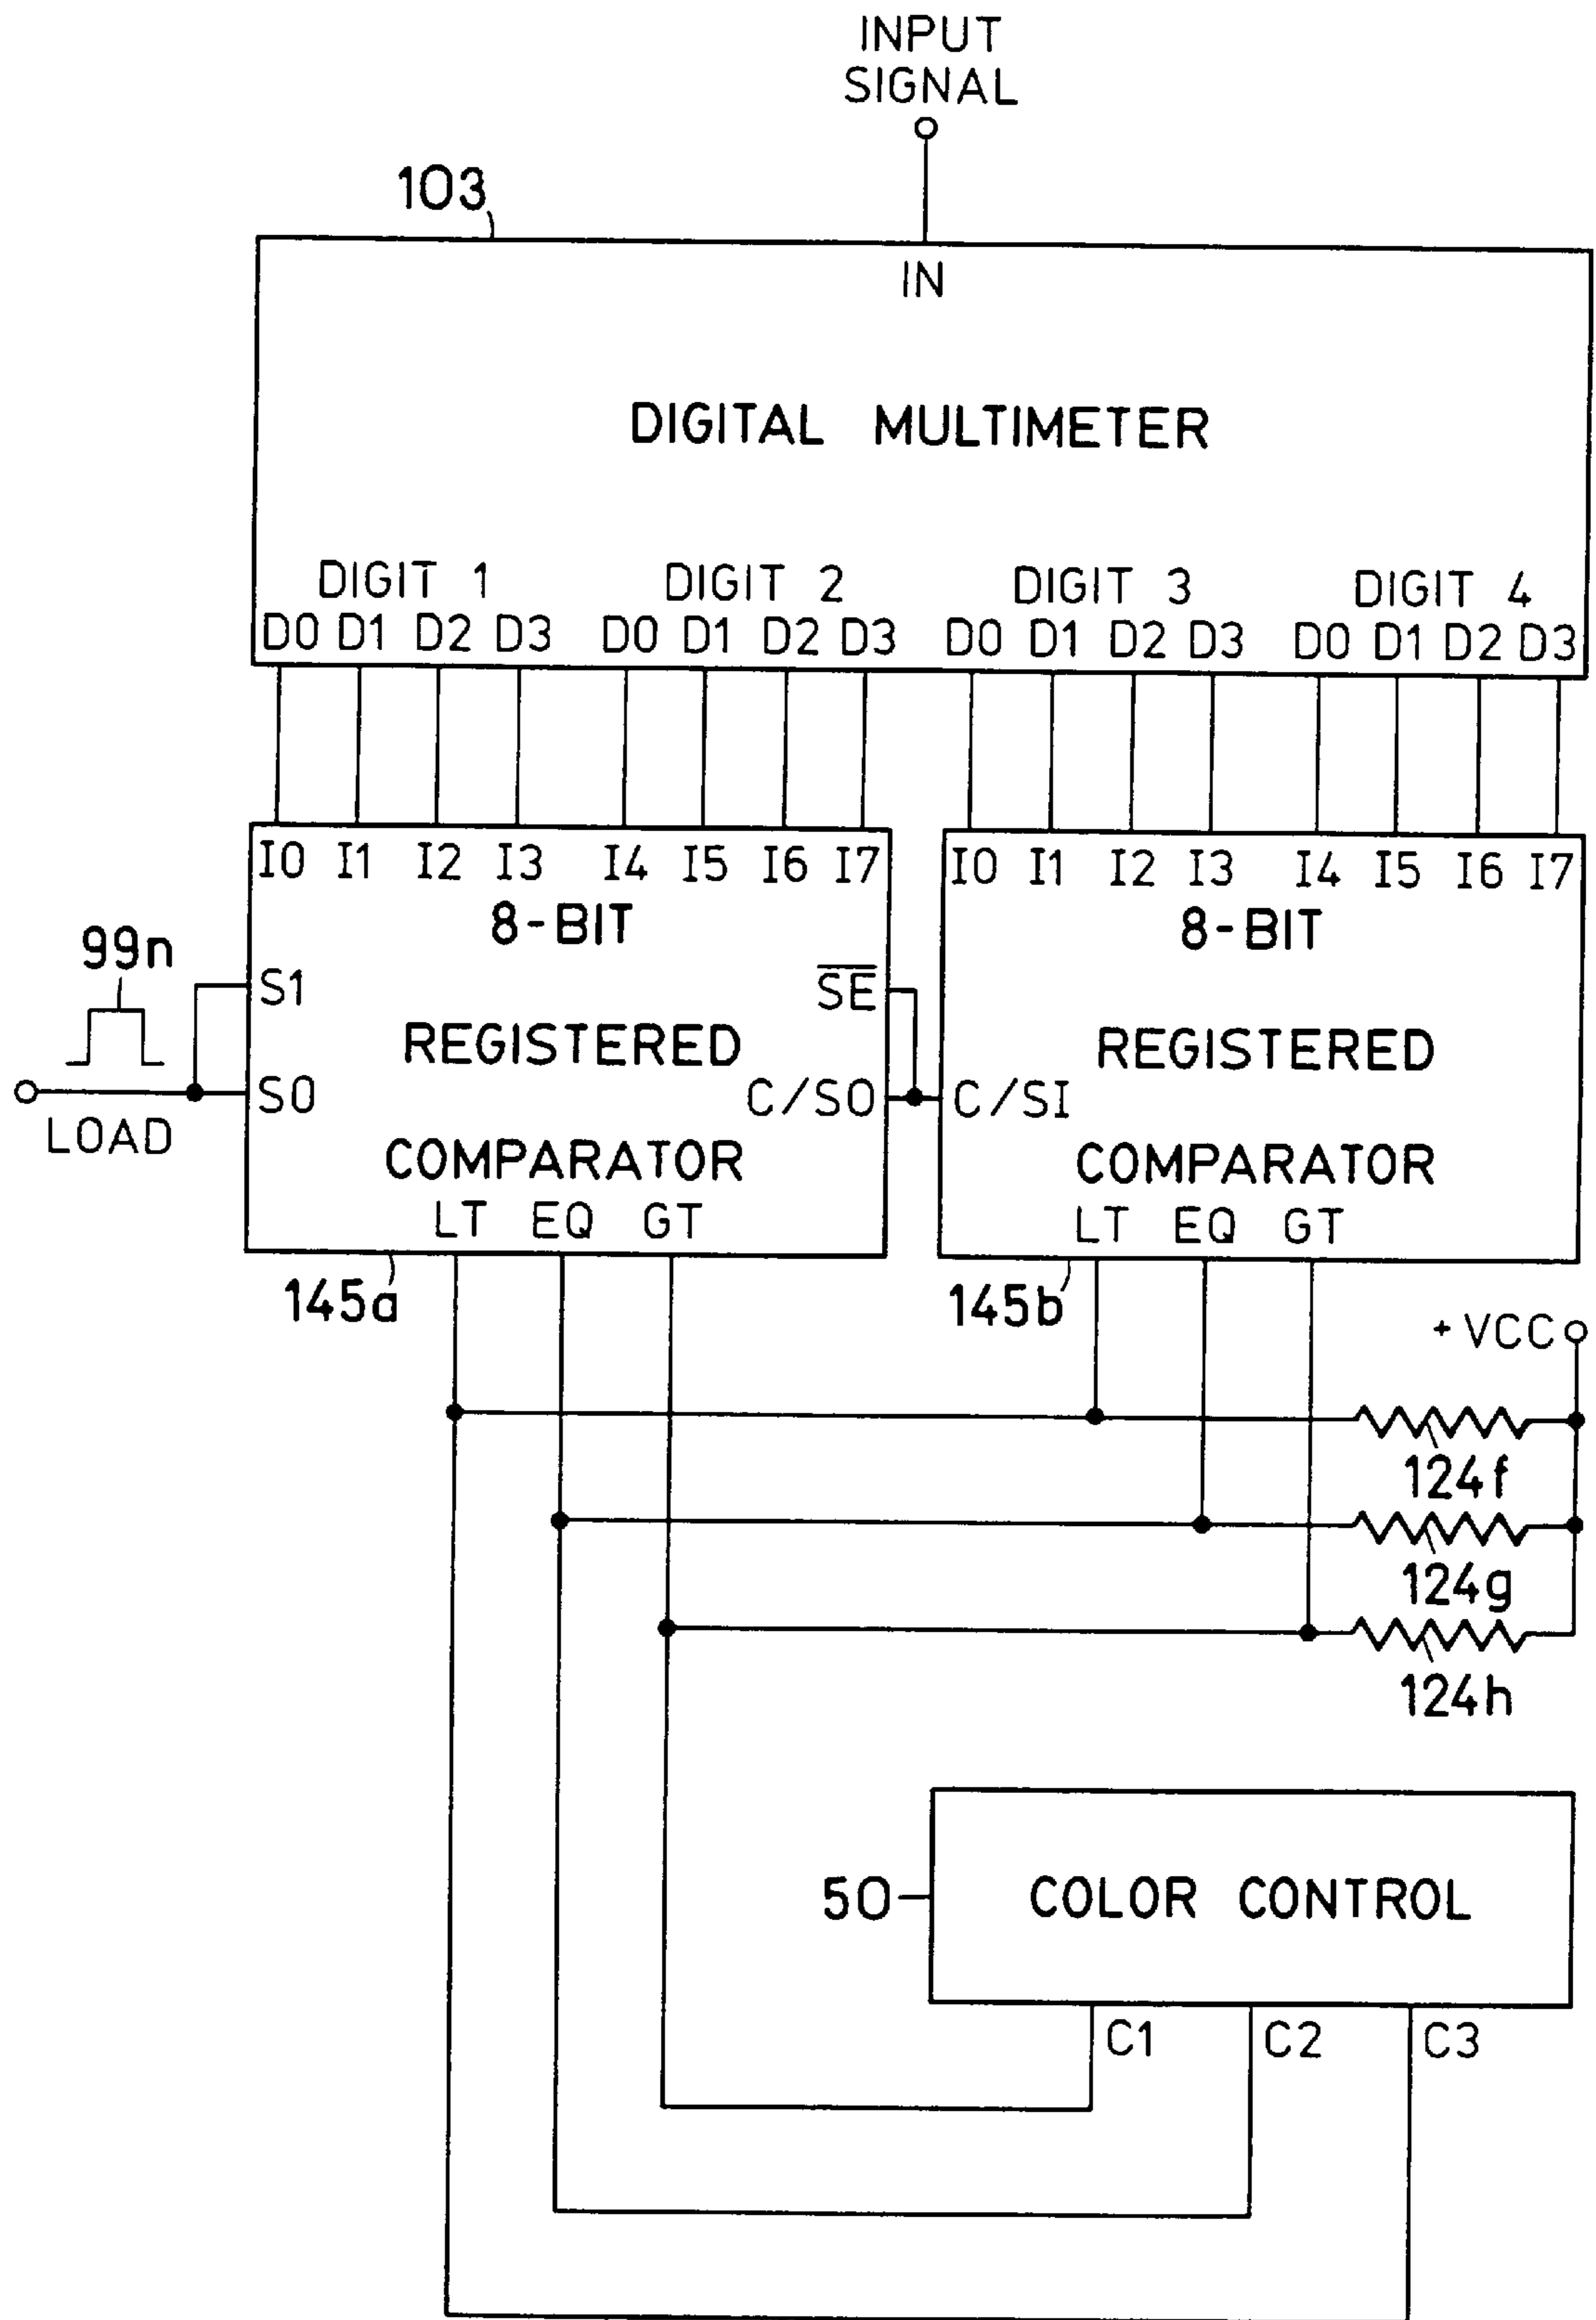 INPUT
SIGNAL
103
IN
DIGITAL MULTIMETER
DIGIT 1 DIGIT 2 DIGIT 3 DIGIT 4
D0 D1 D2 D3 D0 D1 D2 D3 D0 D1 D2 D3 D0 D1 D2 D3
I0 I1 I2 I3 I4 I5 I6 I7 I0 I1 I2 I3 I4 I5 I6 I7
8-BIT 8-BIT
99n
S1 SE
REGISTERED REGISTERED
S0 C/SO C/SI
LOAD
COMPARATOR COMPARATOR
LT EQ GT LT EQ GT
145a 145b
+VCC
124f
124g
124h
50 COLOR CONTROL
C1 C2 C3